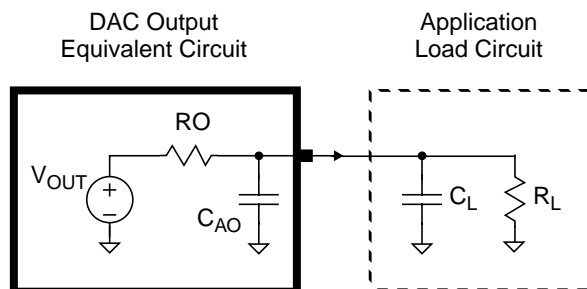 DAC Output
Equivalent Circuit
Application
Load Circuit
RO
VOUT
+
−
CAO
CL
RL